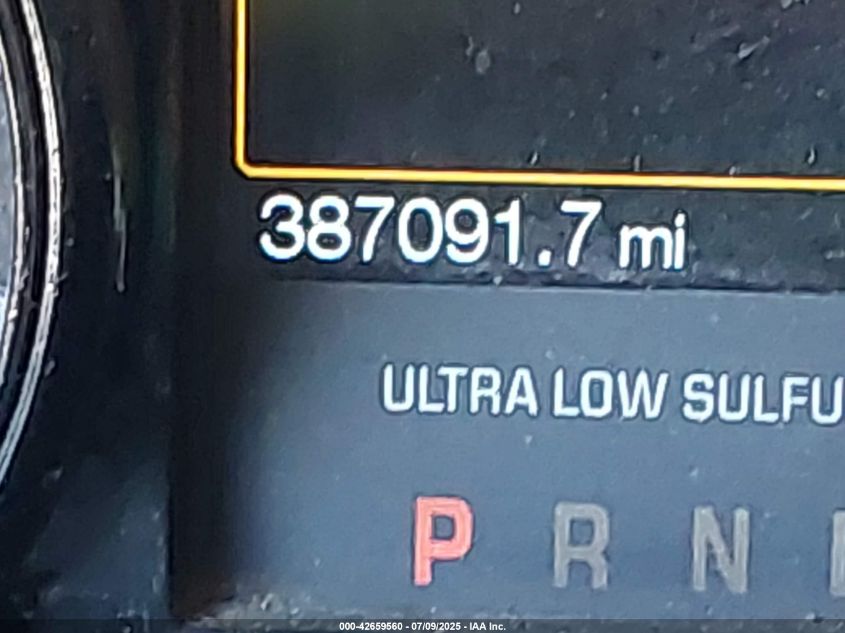 387091.7 mi
ULTRA LOW SULFU
P R N
000-42659560 - 07/09/2025 - IAA Inc.